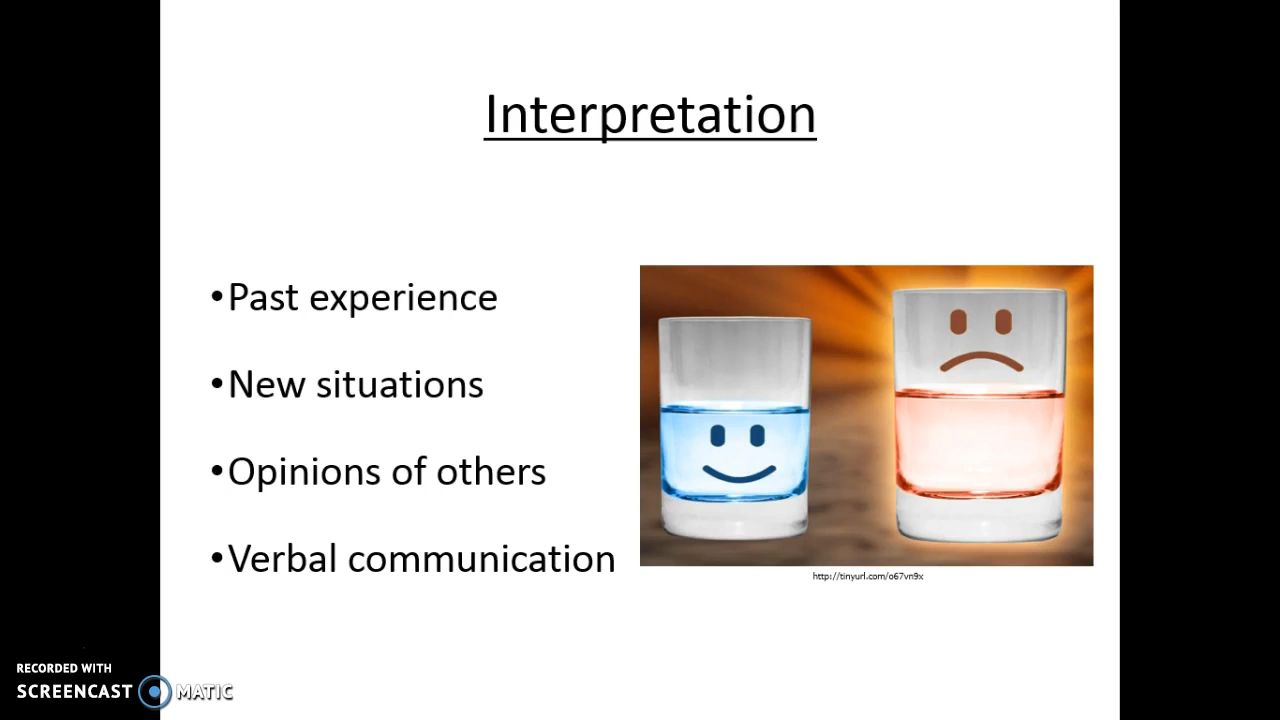 Interpretation
•Past experience
•New situations
•Opinions of others
•Verbal communication
http://tinyurl.com/o67vn9x
RECORDED WITH
SCREENCAST MATIC